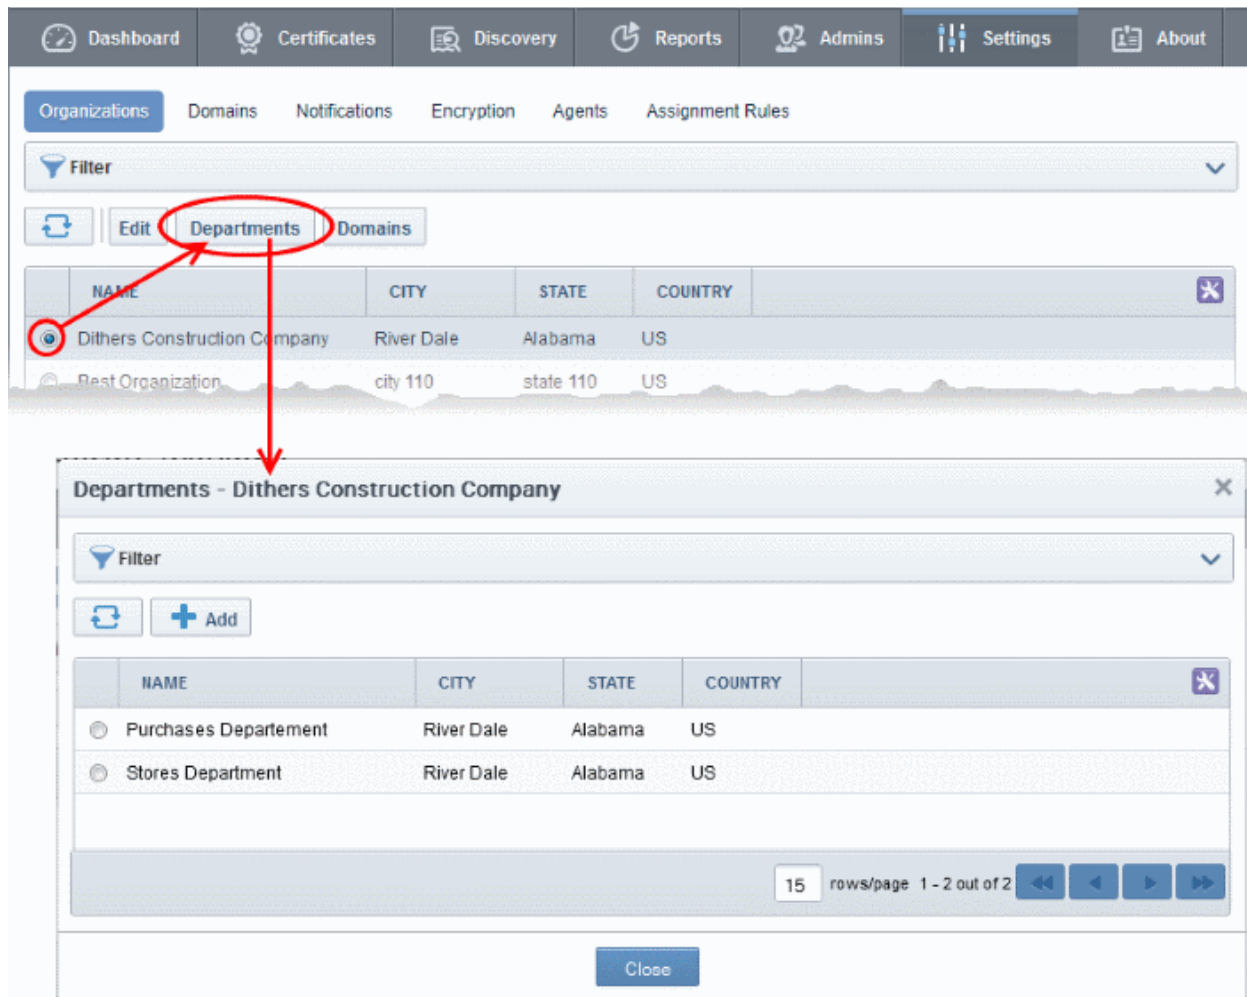 Dashboard Certificates Discovery Reports Admins Settings About
Organizations Domains Notifications Encryption Agents Assignment Rules
Filter
Edit Departments Domains
NAME CITY STATE COUNTRY
Dithers Construction Company River Dale Alabama US
Best Organization city 110 state 110 US
Departments - Dithers Construction Company
Filter
Add
NAME CITY STATE COUNTRY
Purchases Departement River Dale Alabama US
Stores Department River Dale Alabama US
15 rows/page 1 - 2 out of 2
Close